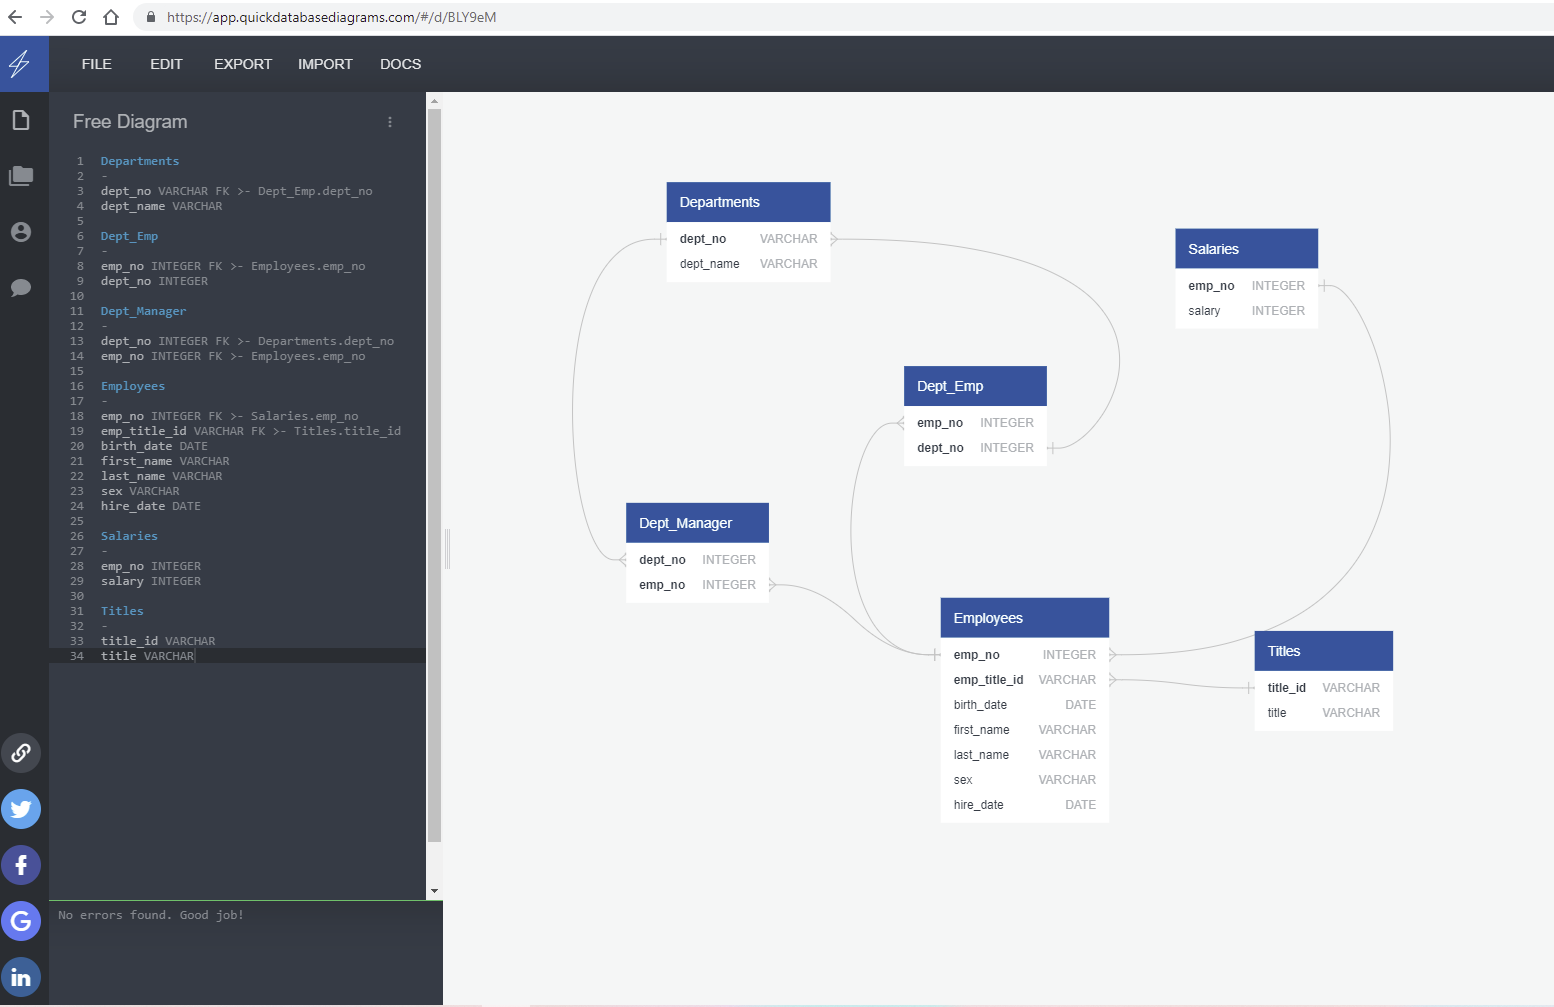 https://app.quickdatabasediagrams.com/#/d/BLY9eM
FILE EDIT EXPORT IMPORT DOCS
Free Diagram
1 Departments
2 -
3 dept_no VARCHAR FK >- Dept_Emp.dept_no
4 dept_name VARCHAR
5
6 Dept_Emp
7 -
8 emp_no INTEGER FK >- Employees.emp_no
9 dept_no INTEGER
10
11 Dept_Manager
12 -
13 dept_no INTEGER FK >- Departments.dept_no
14 emp_no INTEGER FK >- Employees.emp_no
15
16 Employees
17 -
18 emp_no INTEGER FK >- Salaries.emp_no
19 emp_title_id VARCHAR FK >- Titles.title_id
20 birth_date DATE
21 first_name VARCHAR
22 last_name VARCHAR
23 sex VARCHAR
24 hire_date DATE
25
26 Salaries
27 -
28 emp_no INTEGER
29 salary INTEGER
30
31 Titles
32 -
33 title_id VARCHAR
34 title VARCHAR
No errors found. Good job!
Departments
dept_no VARCHAR
dept_name VARCHAR
Salaries
emp_no INTEGER
salary INTEGER
Dept_Emp
emp_no INTEGER
dept_no INTEGER
Dept_Manager
dept_no INTEGER
emp_no INTEGER
Employees
emp_no INTEGER
emp_title_id VARCHAR
birth_date DATE
first_name VARCHAR
last_name VARCHAR
sex VARCHAR
hire_date DATE
Titles
title_id VARCHAR
title VARCHAR